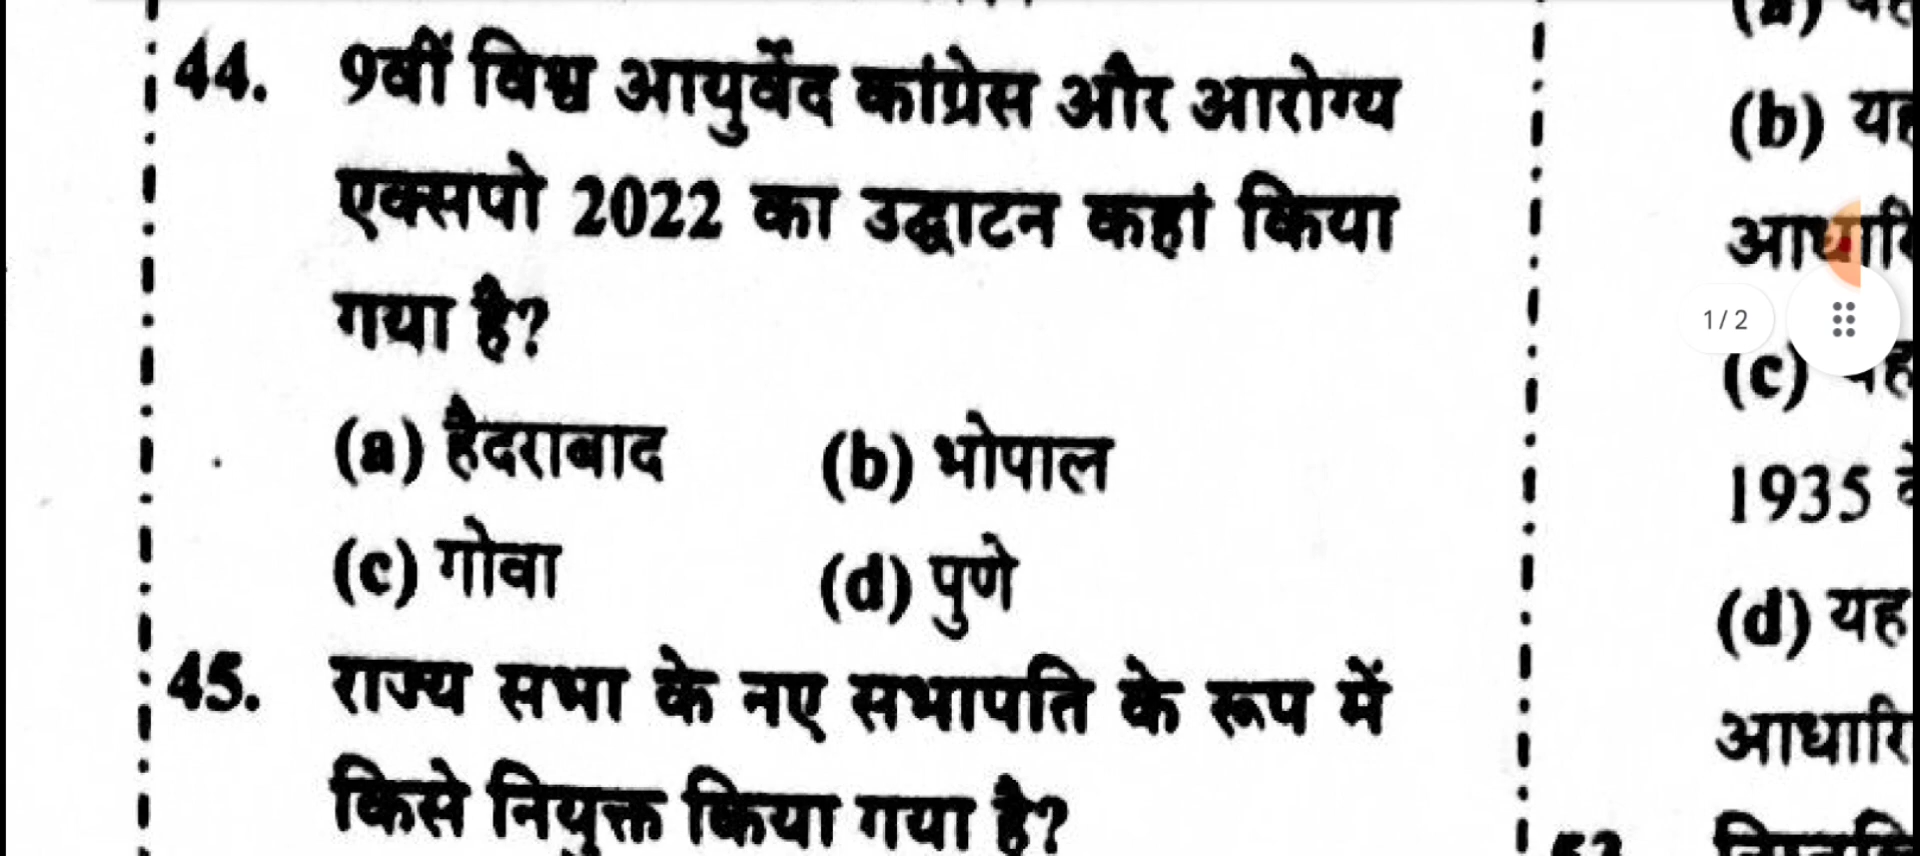 44. 9वीं विश्व आयुर्वेद कांग्रेस और आरोग्य
एक्सपो 2022 का उद्घाटन कहां किया
गया है?
(a) हैदराबाद (b) भोपाल
(c) गोवा (d) पुणे
45. राज्य सभा के नए सभापति के रूप में
किसे नियुक्त किया गया है?
(a)
(b) यह
1/2
(c)
1935
(d) यह